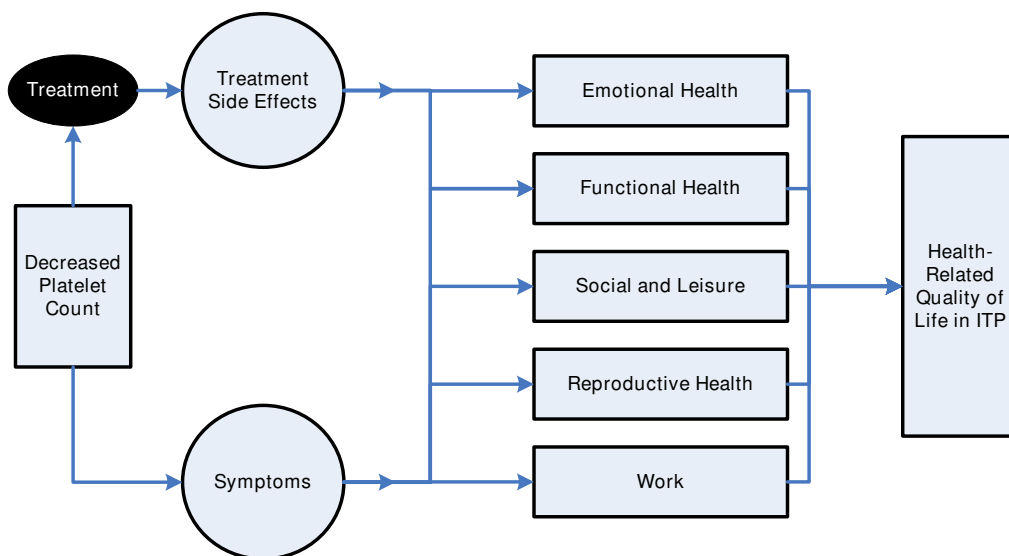 Treatment
Treatment
Side Effects
Decreased
Platelet
Count
Symptoms
Emotional Health
Functional Health
Social and Leisure
Reproductive Health
Work
Health-
Related
Quality of
Life in ITP